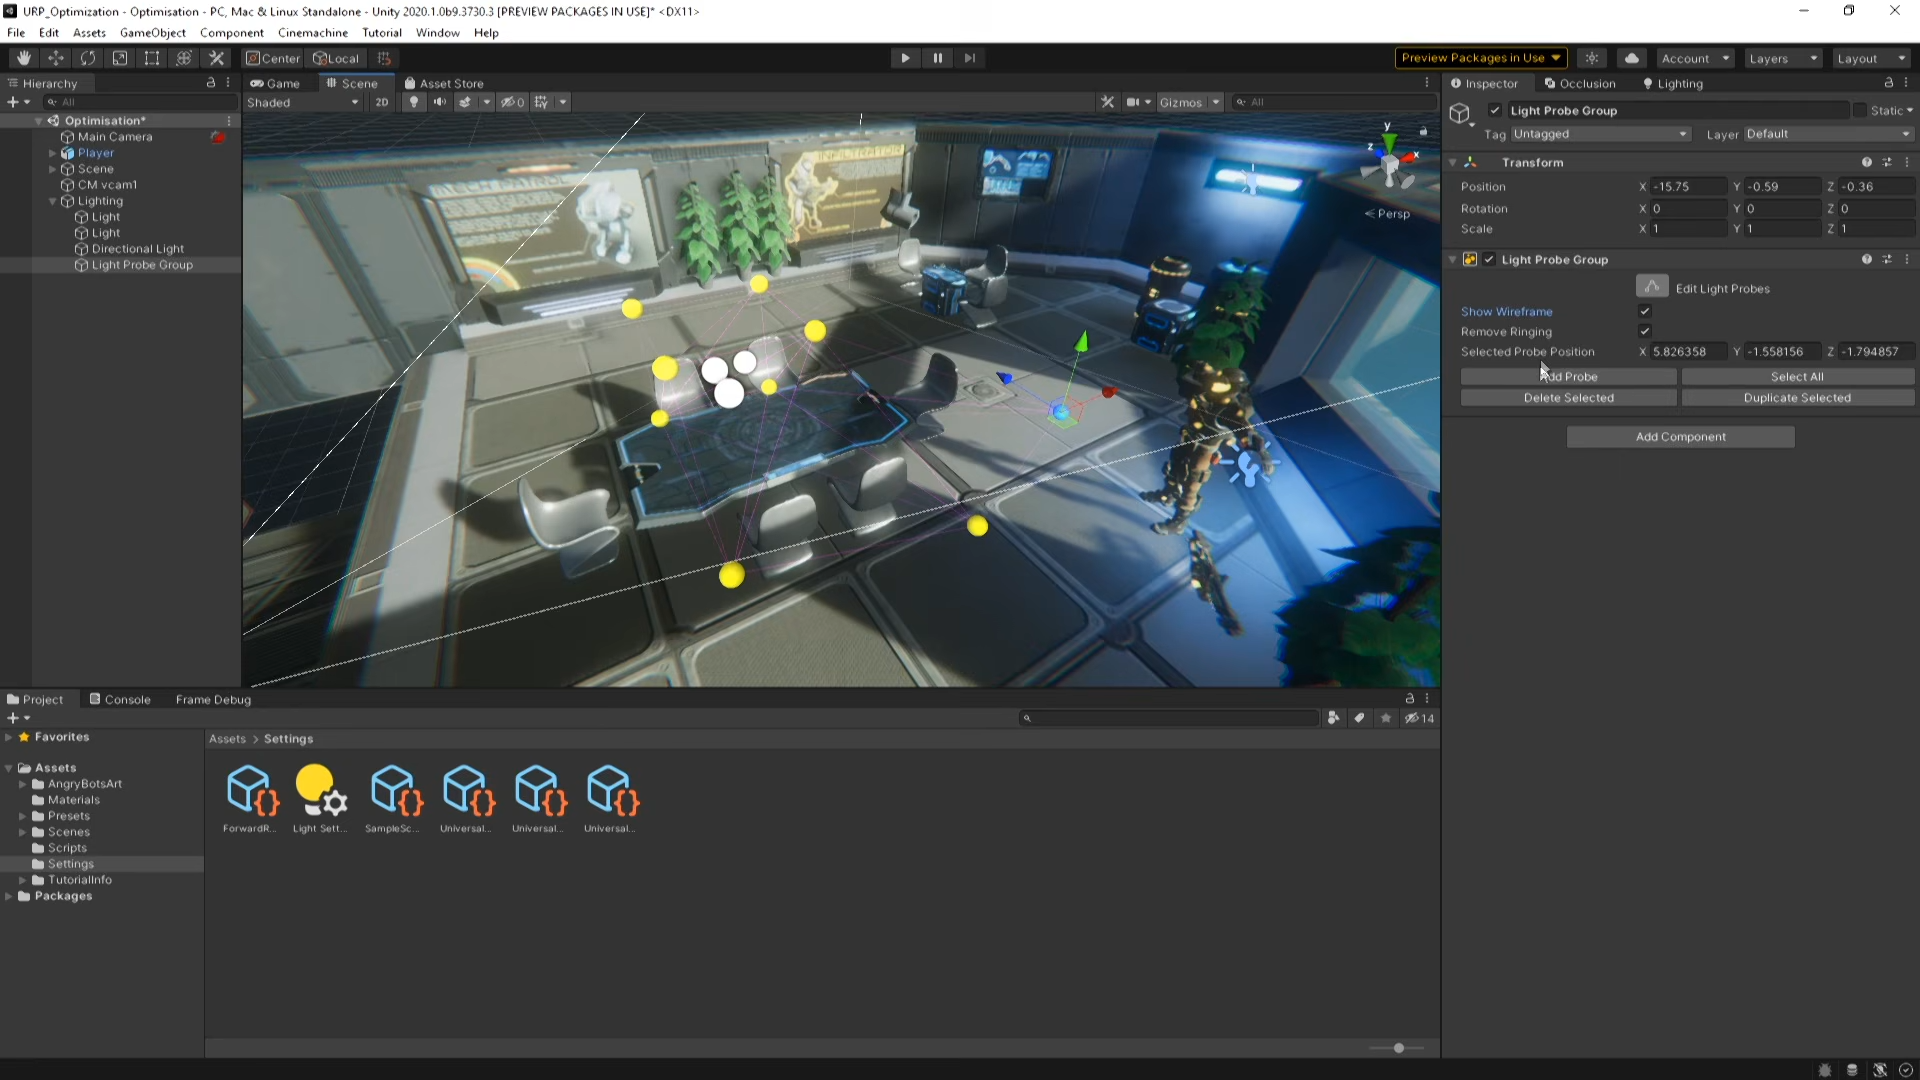 URP_Optimization - Optimisation - PC, Mac & Linux Standalone - Unity 2020.1.0b9.3730.3 [PREVIEW PACKAGES IN USE]* <DX11>
File Edit Assets GameObject Component Cinemachine Tutorial Window Help
Center Local Preview Packages in Use Account Layers Layout
Hierarchy Game Scene Asset Store Inspector Occlusion Lighting
All Shaded 2D 0 Gizmos All
Optimisation*
Main Camera
Player
Scene
CM vcam1
Lighting
Light
Light
Directional Light
Light Probe Group
INFILTRATOR
y
z x
Persp
Light Probe Group Static
Tag Untagged Layer Default
Transform
Position X -15.75 Y -0.59 Z -0.36
Rotation X 0 Y 0 Z 0
Scale X 1 Y 1 Z 1
Light Probe Group
Edit Light Probes
Show Wireframe
Remove Ringing
Selected Probe Position X 5.826358 Y -1.558156 Z -1.794857
Add Probe Select All
Delete Selected Duplicate Selected
Add Component
Project Console Frame Debug
14
Favorites
Assets
AngryBotsArt
Materials
Presets
Scenes
Scripts
Settings
TutorialInfo
Packages
Assets > Settings
ForwardR... Light Sett... SampleSc... Universal... Universal... Universal...